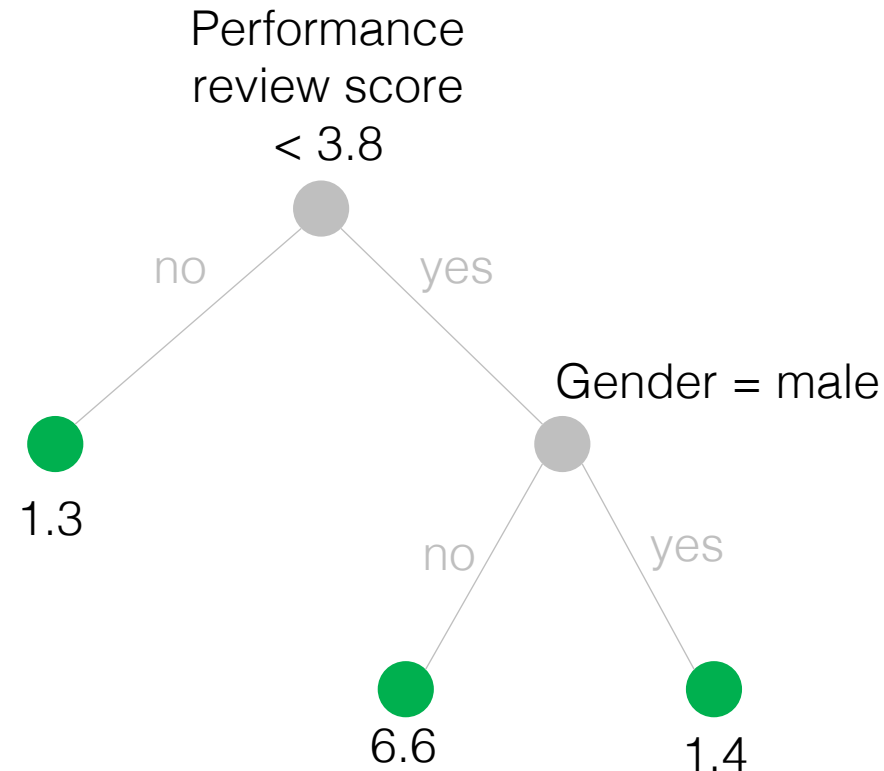 Performance
review score
< 3.8
no
yes
Gender = male
1.3
no
yes
6.6
1.4